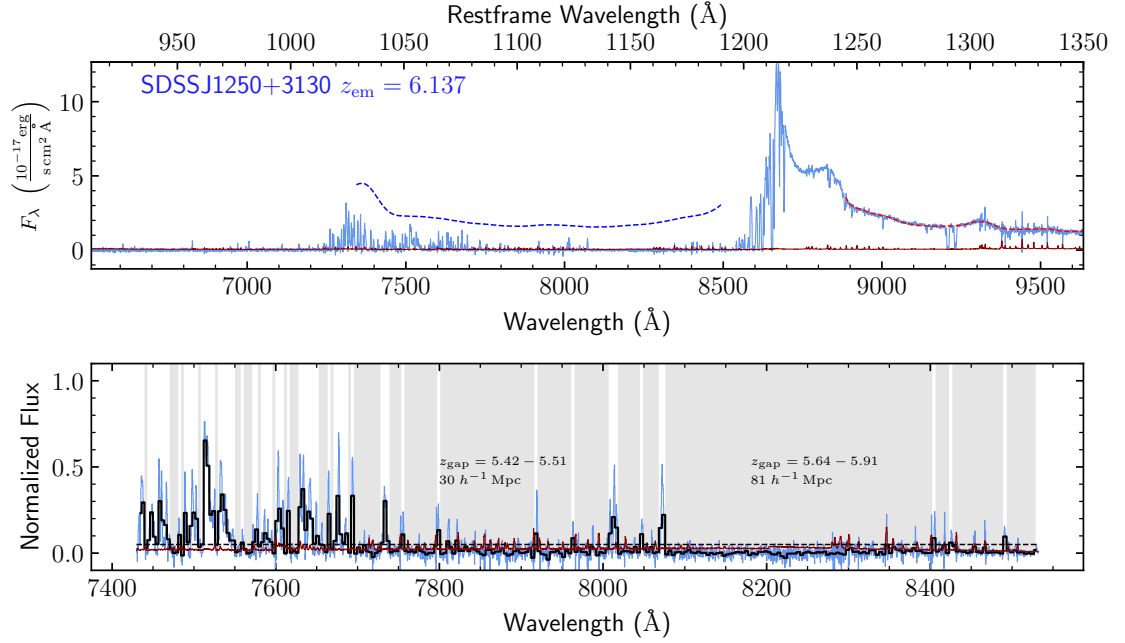 Restframe Wavelength (Å)
950 1000 1050 1100 1150 1200 1250 1300 1350
SDSSJ1250+3130 z_em = 6.137
F_λ (10^−17 erg / s cm² Å)
10
5
0
7000 7500 8000 8500 9000 9500
Wavelength (Å)
Normalized Flux
1.0
0.5
0.0
z_gap = 5.42 − 5.51
30 h^−1 Mpc
z_gap = 5.64 − 5.91
81 h^−1 Mpc
7400 7600 7800 8000 8200 8400
Wavelength (Å)